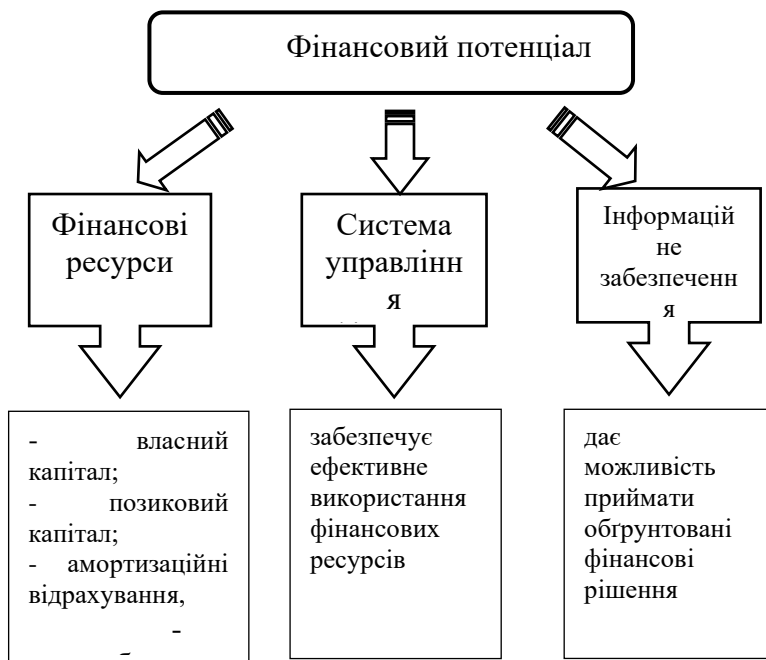 Фінансовий потенціал
Фінансові
ресурси
Система
управлінн
я
Інформацій
не
забезпеченн
я
- власний
капітал;
- позиковий
капітал;
- амортизаційні
відрахування,
-
забезпечує
ефективне
використання
фінансових
ресурсів
дає
можливість
приймати
обґрунтовані
фінансові
рішення